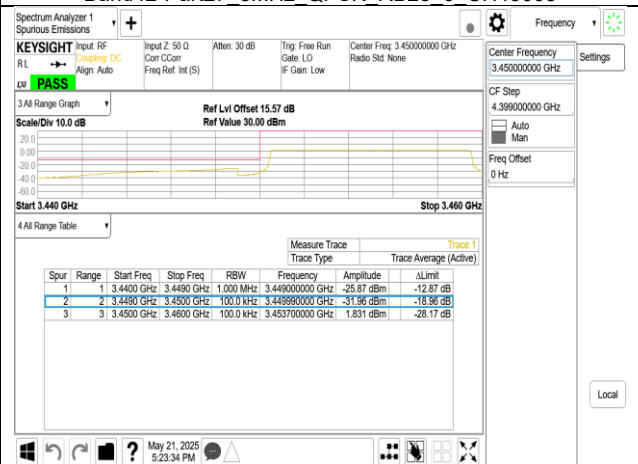 Spectrum Analyzer 1
Spurious Emissions
Frequency
KEYSIGHT
Input: RF
Coupling: DC
Align: Auto
Input Z: 50 Ω
Corr CCorr
Freq Ref: Int (S)
Atten: 30 dB
Trig: Free Run
Gate: LO
IF Gain: Low
Center Freq: 3.450000000 GHz
Radio Std: None
RL
LXI
PASS
Center Frequency
3.450000000 GHz
Settings
CF Step
4.399000000 GHz
Auto
Man
Freq Offset
0 Hz
3 All Range Graph
Scale/Div 10.0 dB
Ref Lvl Offset 15.57 dB
Ref Value 30.00 dBm
20.0
0.00
-20.0
-40.0
-60.0
Start 3.440 GHz
Stop 3.460 GHz
4 All Range Table
Measure Trace Trace 1
Trace Type Trace Average (Active)
Spur Range Start Freq Stop Freq RBW Frequency Amplitude ΔLimit
1 1 3.4400 GHz 3.4490 GHz 1.000 MHz 3.449000000 GHz -25.87 dBm -12.87 dB
2 2 3.4490 GHz 3.4500 GHz 100.0 kHz 3.449990000 GHz -31.96 dBm -18.96 dB
3 3 3.4500 GHz 3.4600 GHz 100.0 kHz 3.453700000 GHz 1.831 dBm -28.17 dB
Local
May 21, 2025
5:23:34 PM